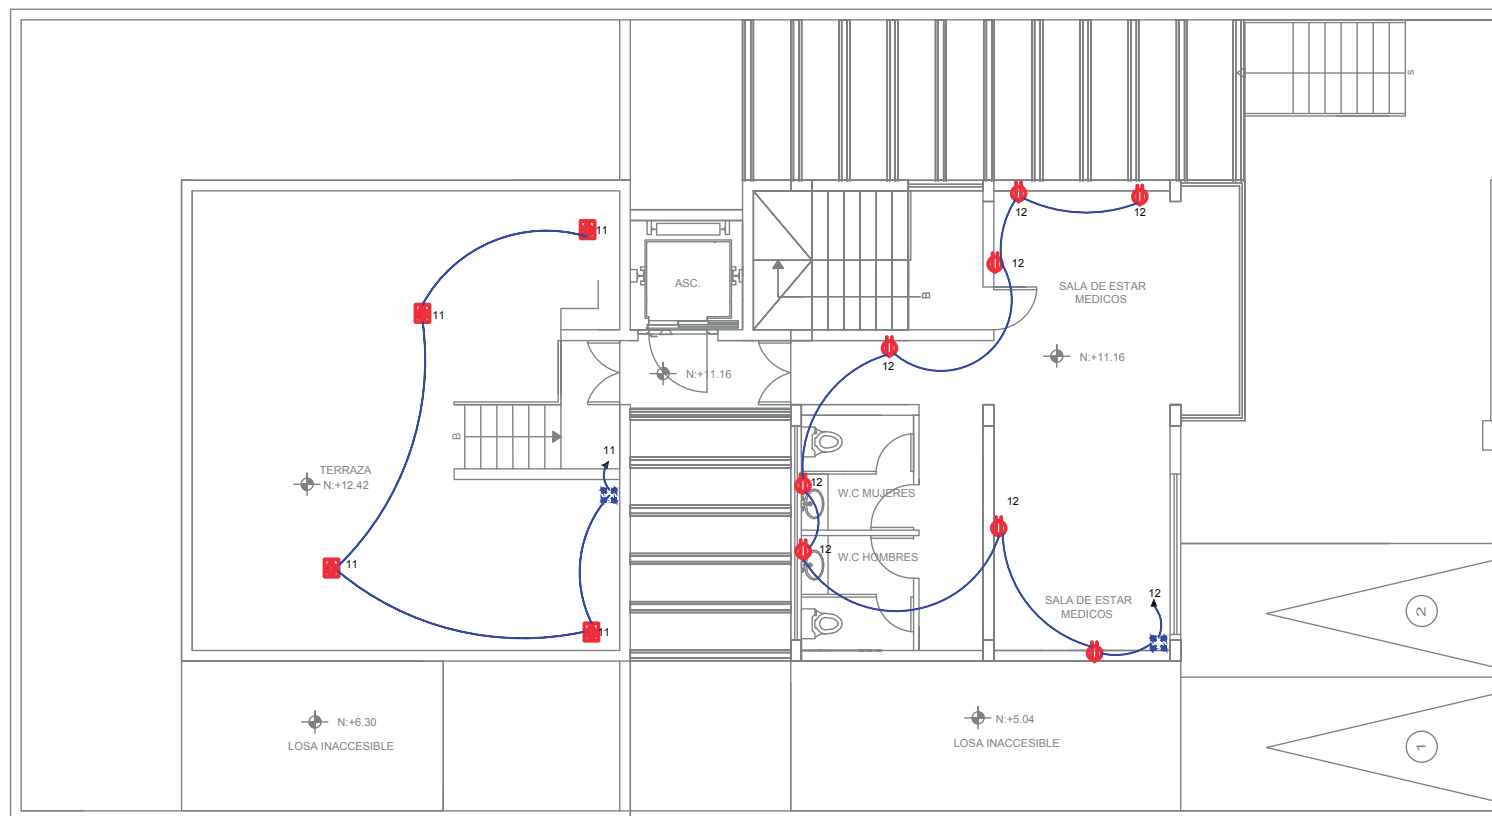 s
12
12
11
12
B
ASC.
SALA DE ESTAR
MEDICOS
11
N:+11.16
N:+11.16
12
B
11
TERRAZA
N:+12.42
12
W.C MUJERES
12
12
W.C HOMBRES
11
12
SALA DE ESTAR
MEDICOS
2
11
N:+6.30
LOSA INACCESIBLE
N:+5.04
LOSA INACCESIBLE
1